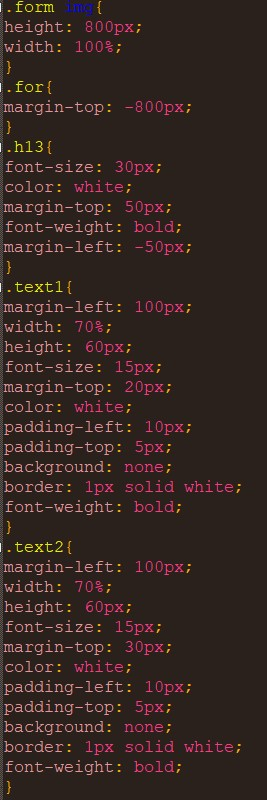 .form img{
height: 800px;
width: 100%;
}
.for{
margin-top: -800px;
}
.h13{
font-size: 30px;
color: white;
margin-top: 50px;
font-weight: bold;
margin-left: -50px;
}
.text1{
margin-left: 100px;
width: 70%;
height: 60px;
font-size: 15px;
margin-top: 20px;
color: white;
padding-left: 10px;
padding-top: 5px;
background: none;
border: 1px solid white;
font-weight: bold;
}
.text2{
margin-left: 100px;
width: 70%;
height: 60px;
font-size: 15px;
margin-top: 30px;
color: white;
padding-left: 10px;
padding-top: 5px;
background: none;
border: 1px solid white;
font-weight: bold;
}